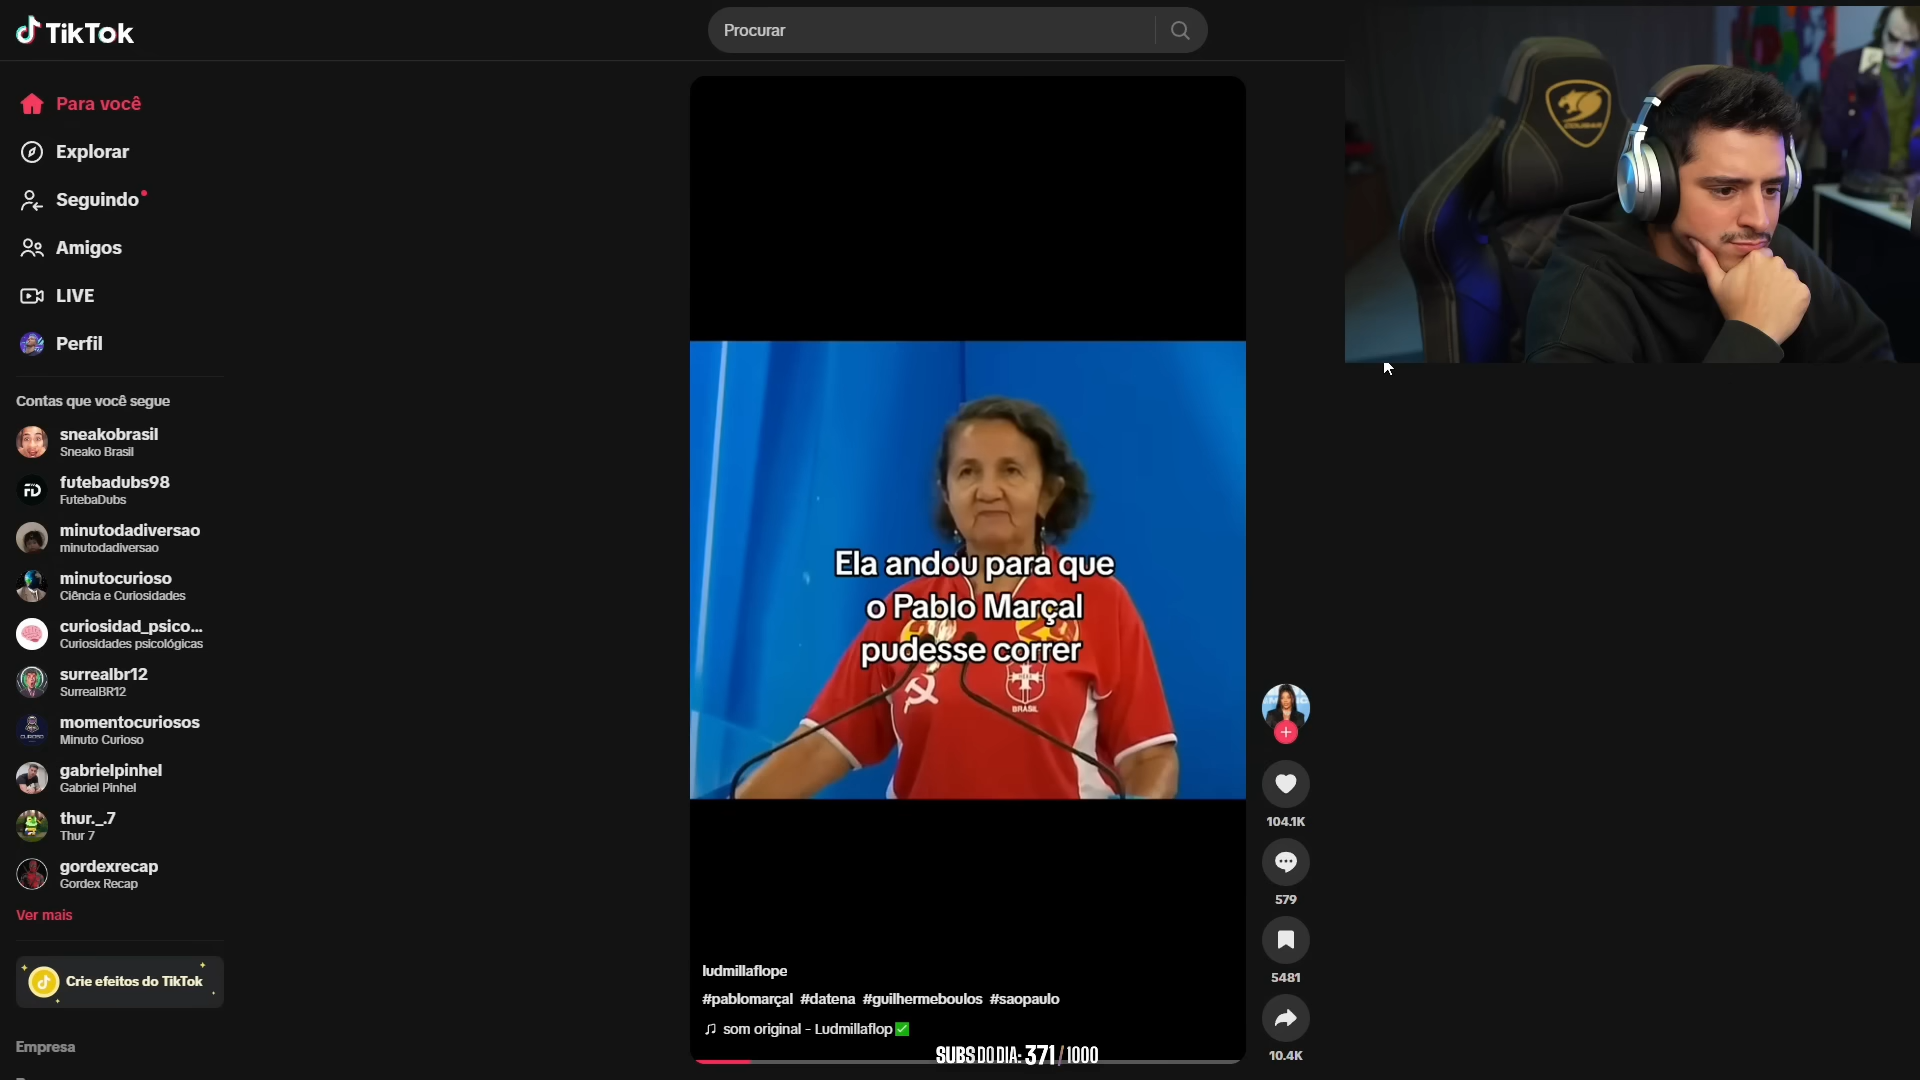 TikTok
Procurar
Para você
Explorar
Seguindo
Amigos
LIVE
Perfil
Contas que você segue
sneakobrasil
Sneako Brasil
FD
futebadubs98
FutebaDubs
minutodadiversao
minutodadiversao
minutocurioso
Ciência e Curiosidades
curiosidad_psico...
Curiosidades psicológicas
surrealbr12
SurrealBR12
momentocuriosos
Minuto Curioso
gabrielpinhel
Gabriel Pinhel
thur._.7
Thur 7
gordexrecap
Gordex Recap
Ver mais
Crie efeitos do TikTok
Empresa
Ela andou para que
o Pablo Marçal
pudesse correr
BRASIL
ludmillaflope
#pablomarçal #datena #guilhermeboulos #saopaulo
som original - Ludmillaflop✅
SUBS DO DIA: 371 / 1000
104.1K
579
5481
10.4K
COUGAR